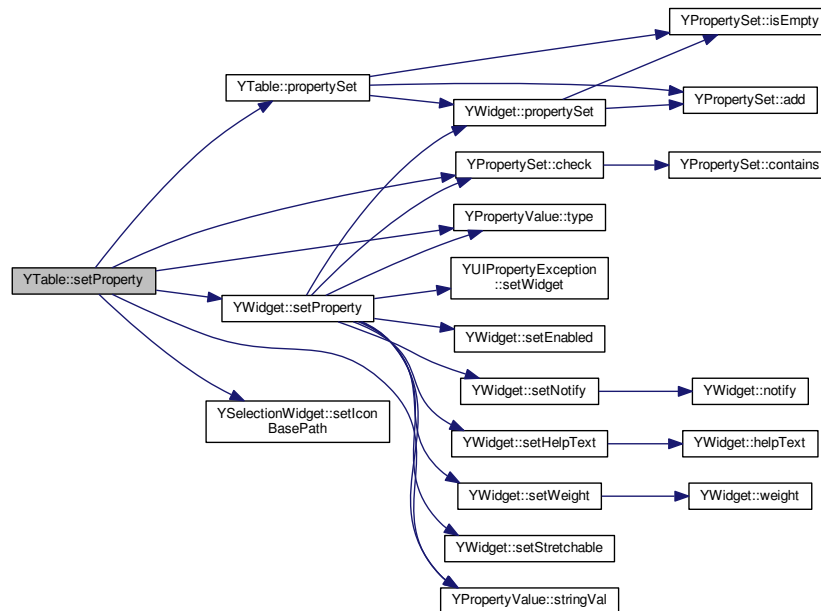 YTable::setProperty
YTable::propertySet
YWidget::setProperty
YSelectionWidget::setIcon
BasePath
YWidget::propertySet
YPropertySet::check
YPropertyValue::type
YUIPropertyException
::setWidget
YWidget::setEnabled
YWidget::setNotify
YWidget::setHelpText
YWidget::setWeight
YWidget::setStretchable
YPropertyValue::stringVal
YPropertySet::isEmpty
YPropertySet::add
YPropertySet::contains
YWidget::notify
YWidget::helpText
YWidget::weight